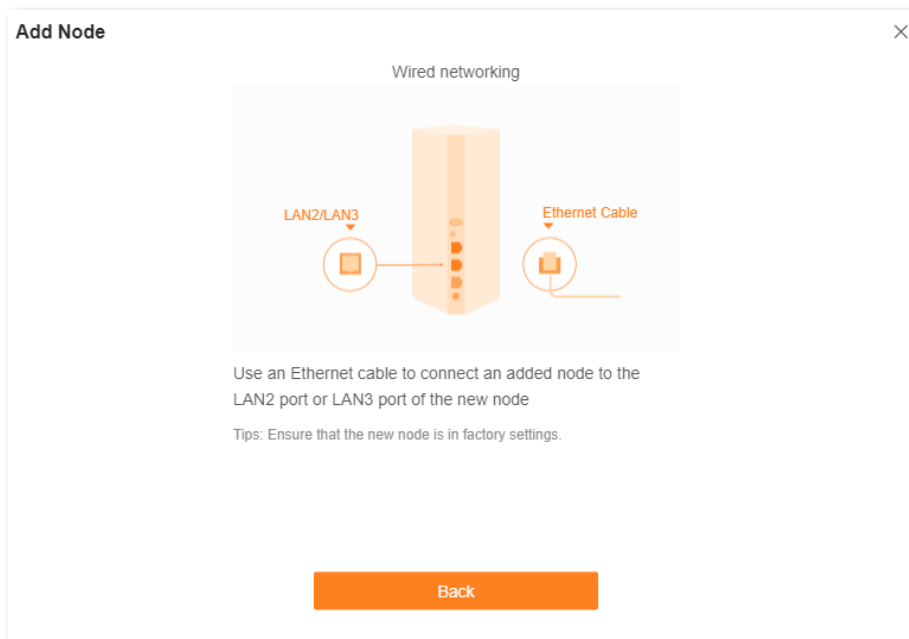 Add Node
Wired networking
LAN2/LAN3
Ethernet Cable
Use an Ethernet cable to connect an added node to the
LAN2 port or LAN3 port of the new node
Tips: Ensure that the new node is in factory settings.
Back